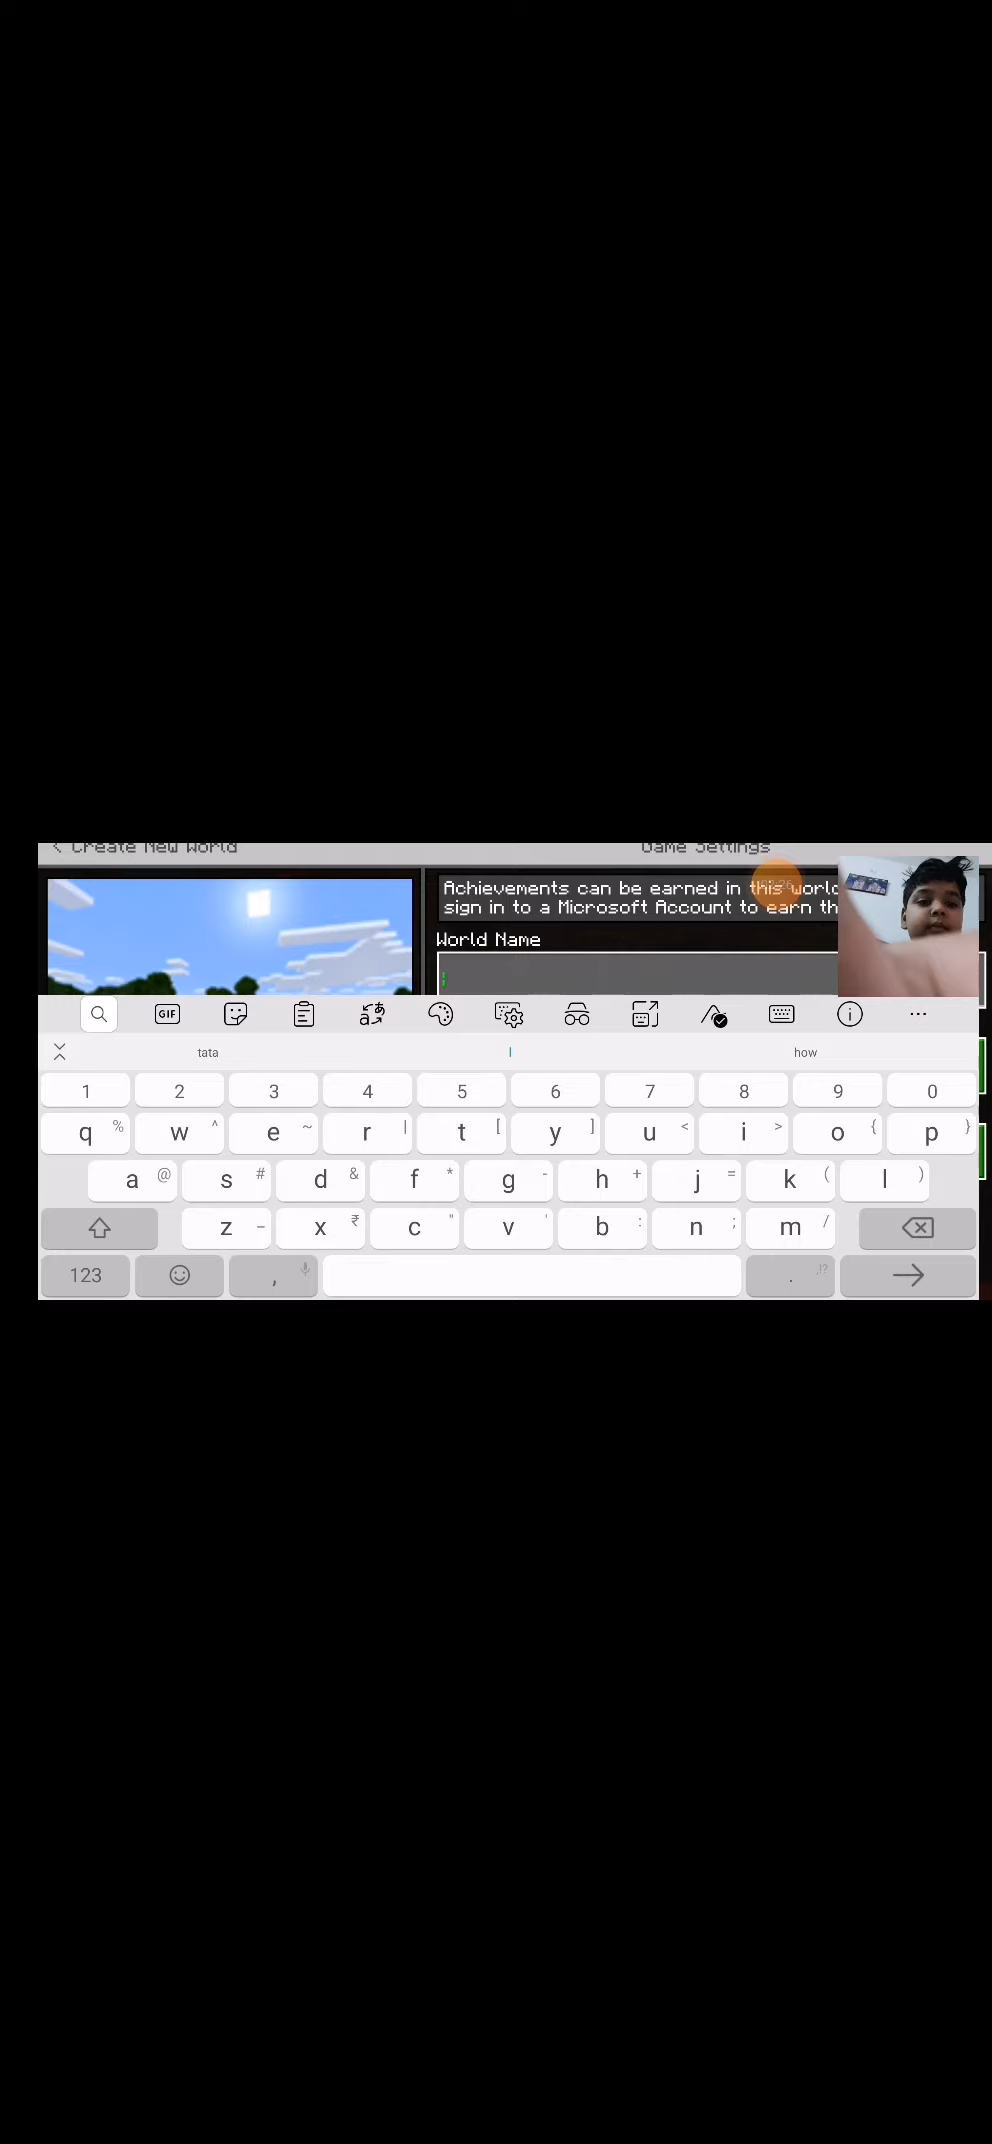 < Create New World
Game Settings
Achievements can be earned in this world
sign in to a Microsoft Account to earn th
World Name
GIF
tata
I
how
1 2 3 4 5 6 7 8 9 0
q % w ^ e ~ r | t [ y ] u < i > o { p }
a @ s # d & f * g - h + j = k ( l )
z _ x ₹ c " v ' b : n ; m /
123 , . ,!?